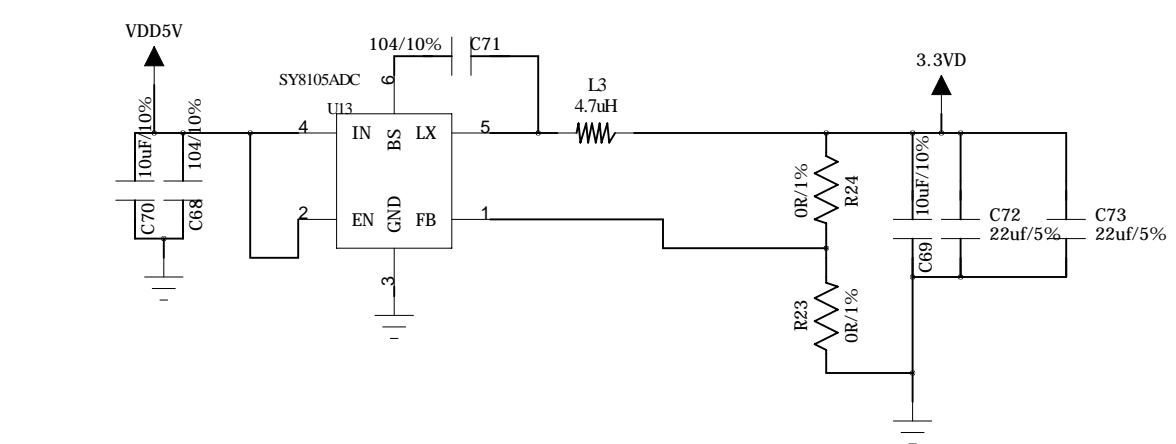 VDD5V
104/10%
C71
SY8105ADC
U13
6
L3
4.7uH
3.3VD
10uF/10%
104/10%
4
IN
BS
LX
5
2
EN
GND
FB
1
C70
C68
3
0R/1%
R24
10uF/10%
C69
C72
22uf/5%
C73
22uf/5%
R23
0R/1%